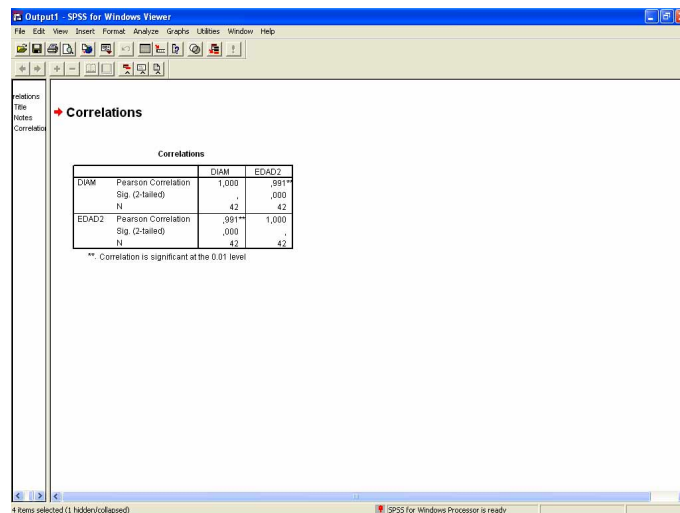 Output1 - SPSS for Windows Viewer
File Edit View Insert Format Analyze Graphs Utilities Window Help
relations
Title
Notes
Correlatio
Correlations
Correlations
DIAM EDAD2
DIAM Pearson Correlation 1,000 ,991**
Sig. (2-tailed) , ,000
N 42 42
EDAD2 Pearson Correlation ,991** 1,000
Sig. (2-tailed) ,000 ,
N 42 42
**. Correlation is significant at the 0.01 level
4 items selected (1 hidden/collapsed) SPSS for Windows Processor is ready